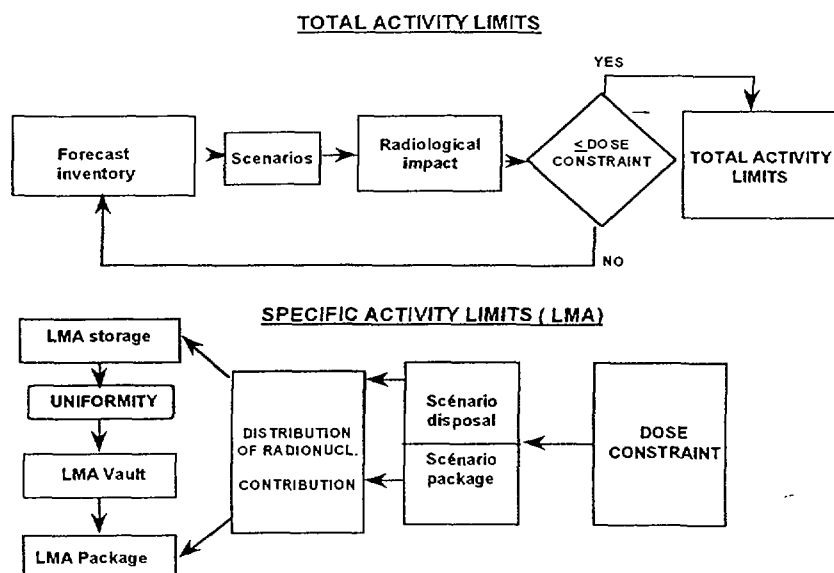 TOTAL ACTIVITY LIMITS
YES
Forecast
inventory
Scenarios
Radiological
impact
≤DOSE
CONSTRAINT
TOTAL ACTIVITY
LIMITS
NO
SPECIFIC ACTIVITY LIMITS ( LMA)
LMA storage
UNIFORMITY
LMA Vault
LMA Package
DISTRIBUTION
OF RADIONUCL.
CONTRIBUTION
Scénario
disposal
Scénario
package
DOSE
CONSTRAINT